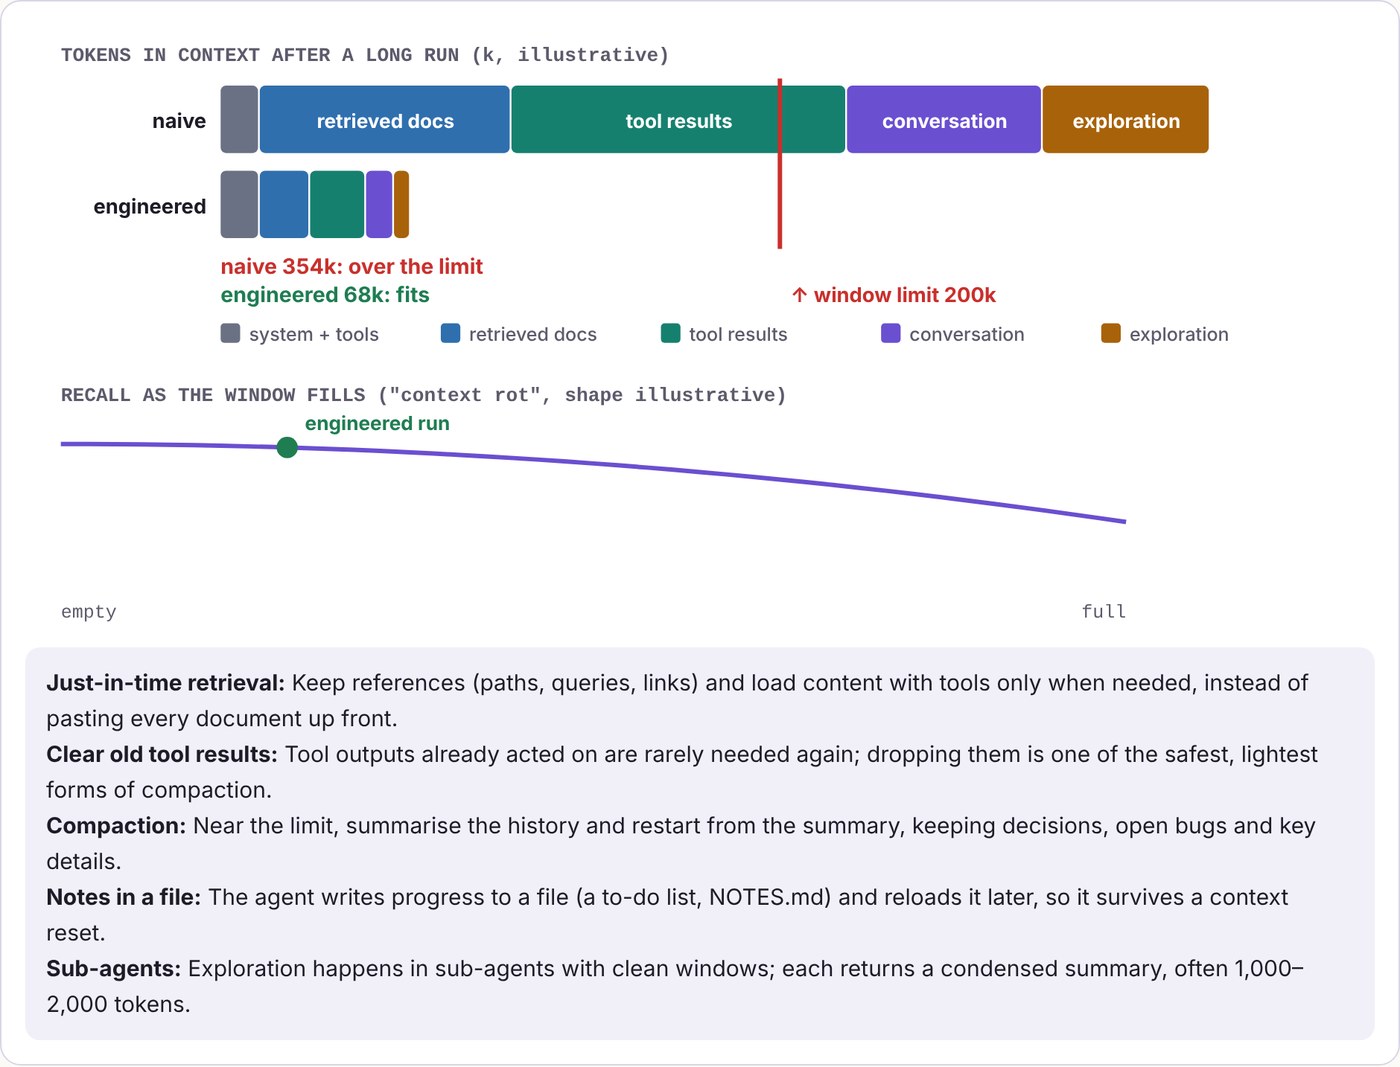 TOKENS IN CONTEXT AFTER A LONG RUN (k, illustrative)
naive
retrieved docs
tool results
conversation
exploration
engineered
naive 354k: over the limit
engineered 68k: fits
↑ window limit 200k
system + tools
retrieved docs
tool results
conversation
exploration
RECALL AS THE WINDOW FILLS ("context rot", shape illustrative)
engineered run
empty
full
Just-in-time retrieval: Keep references (paths, queries, links) and load content with tools only when needed, instead of
pasting every document up front.
Clear old tool results: Tool outputs already acted on are rarely needed again; dropping them is one of the safest, lightest
forms of compaction.
Compaction: Near the limit, summarise the history and restart from the summary, keeping decisions, open bugs and key
details.
Notes in a file: The agent writes progress to a file (a to-do list, NOTES.md) and reloads it later, so it survives a context
reset.
Sub-agents: Exploration happens in sub-agents with clean windows; each returns a condensed summary, often 1,000–
2,000 tokens.